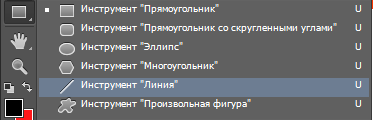 Инструмент "Прямоугольник" U
Инструмент "Прямоугольник со скругленными углами" U
Инструмент "Эллипс" U
Инструмент "Многоугольник" U
Инструмент "Линия" U
Инструмент "Произвольная фигура" U